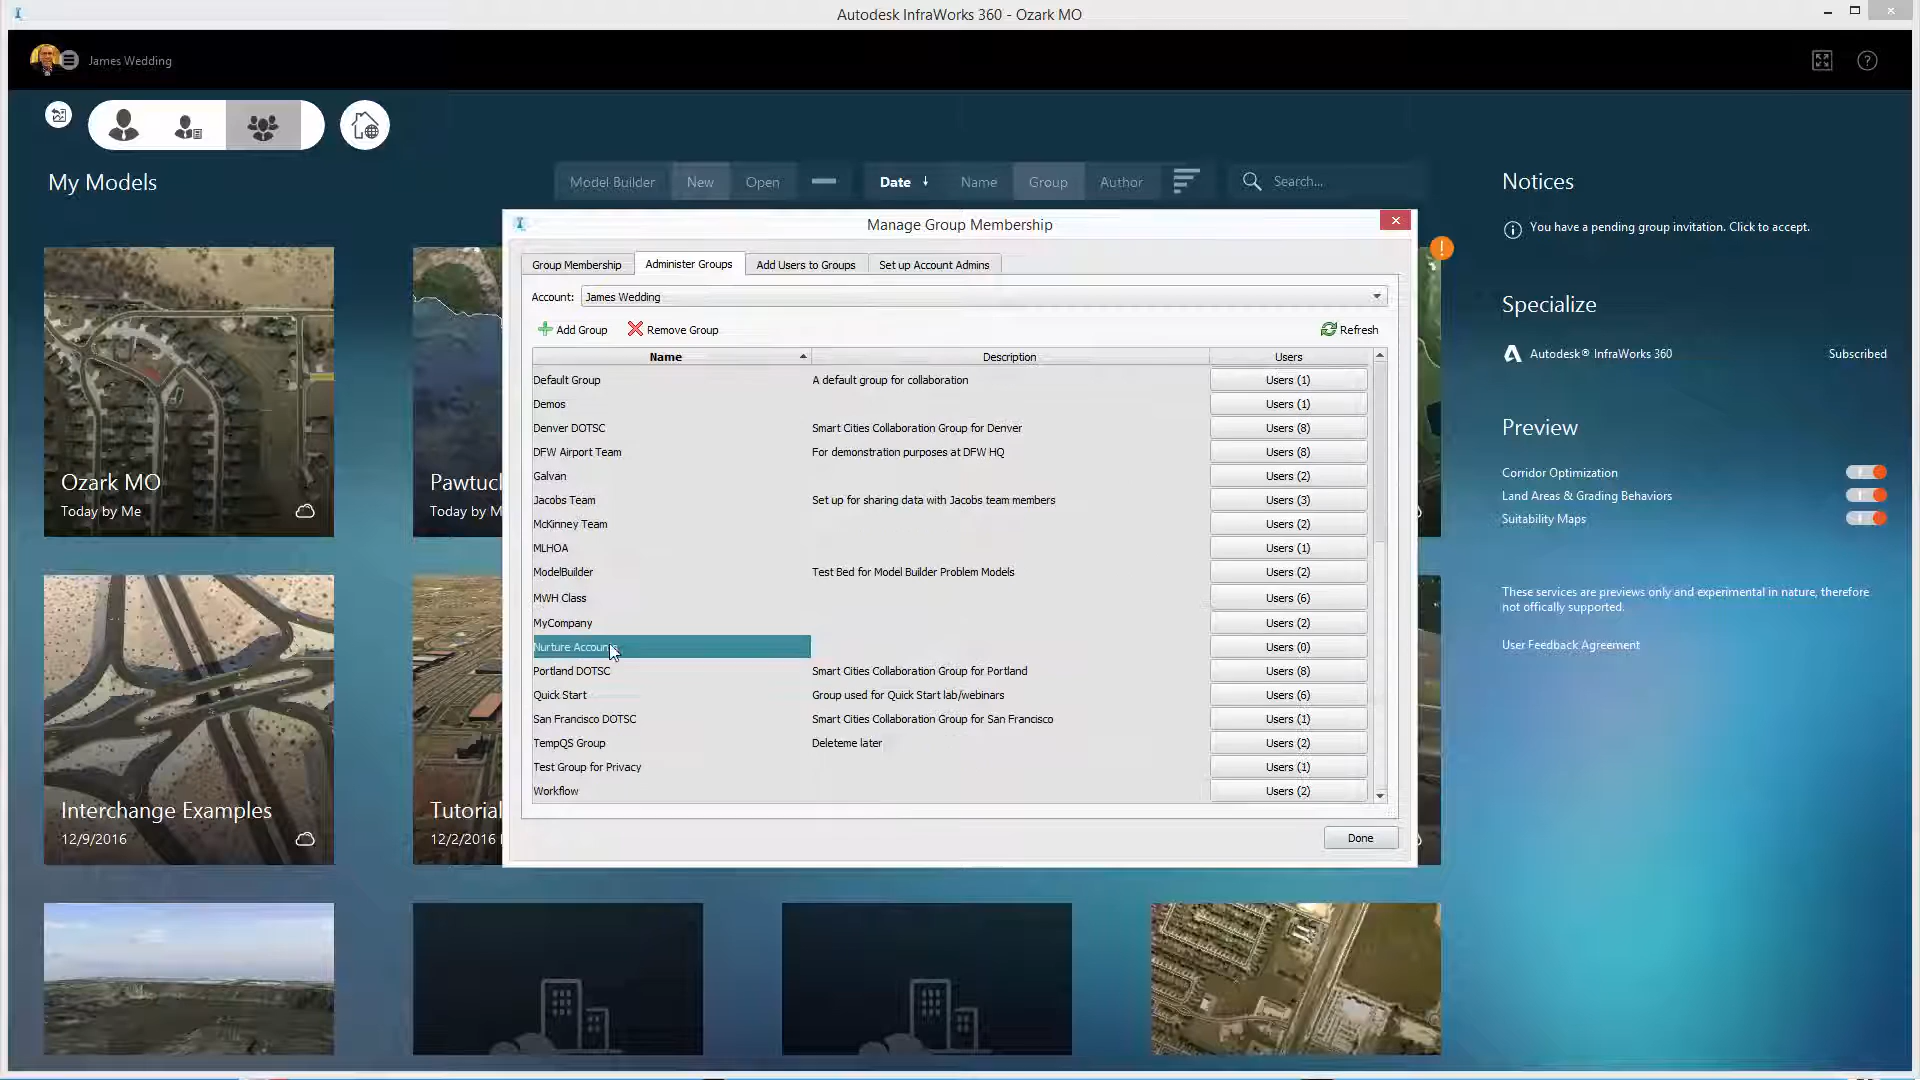 Autodesk InfraWorks 360 - Ozark MO
James Wedding
My Models
Model Builder New Open Date ↓ Name Group Author Search...
Notices
You have a pending group invitation. Click to accept.
Specialize
Autodesk® InfraWorks 360 Subscribed
Preview
Corridor Optimization
Land Areas & Grading Behaviors
Suitability Maps
These services are previews only and experimental in nature, therefore
not offically supported.
User Feedback Agreement
Manage Group Membership
Group Membership Administer Groups Add Users to Groups Set up Account Admins
Account: James Wedding
Add Group Remove Group Refresh
Name Description Users
Default Group A default group for collaboration Users (1)
Demos Users (1)
Denver DOTSC Smart Cities Collaboration Group for Denver Users (8)
DFW Airport Team For demonstration purposes at DFW HQ Users (8)
Galvan Users (2)
Jacobs Team Set up for sharing data with Jacobs team members Users (3)
McKinney Team Users (2)
MLHOA Users (1)
ModelBuilder Test Bed for Model Builder Problem Models Users (2)
MWH Class Users (6)
MyCompany Users (2)
Nurture Users (0)
Portland DOTSC Smart Cities Collaboration Group for Portland Users (8)
Quick Start Group used for Quick Start lab/webinars Users (6)
San Francisco DOTSC Smart Cities Collaboration Group for San Francisco Users (1)
TempQS Group Deleteme later Users (2)
Test Group for Privacy Users (1)
Workflow Users (2)
Done
Ozark MO
Today by Me
Pawtuc
Today by M
Interchange Examples
12/9/2016
Tutorial
12/2/2016